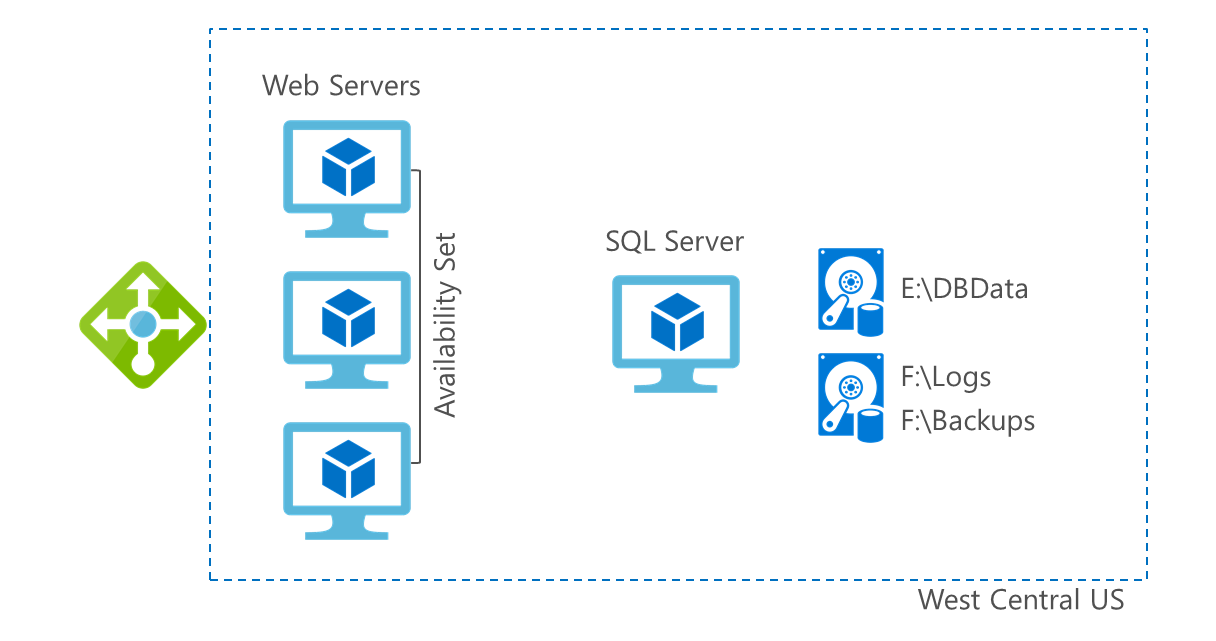 Web Servers
Availability Set
SQL Server
E:\DBData
F:\Logs
F:\Backups
West Central US